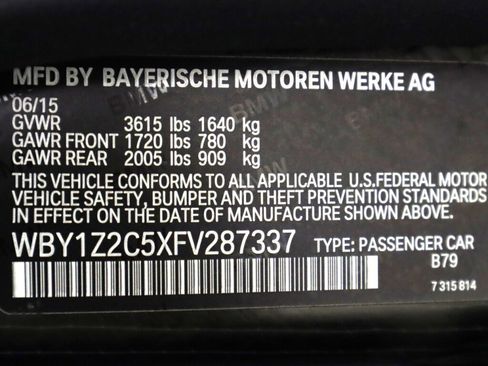 MFD BY BAYERISCHE MOTOREN WERKE AG
06/15
GVWR 3615 lbs 1640 kg
GAWR FRONT 1720 lbs 780 kg
GAWR REAR 2005 lbs 909 kg
THIS VEHICLE CONFORMS TO ALL APPLICABLE U.S.FEDERAL MOTOR
VEHICLE SAFETY, BUMPER AND THEFT PREVENTION STANDARDS
IN EFFECT ON THE DATE OF MANUFACTURE SHOWN ABOVE.
WBY1Z2C5XFV287337 TYPE: PASSENGER CAR
B79
7 315 814